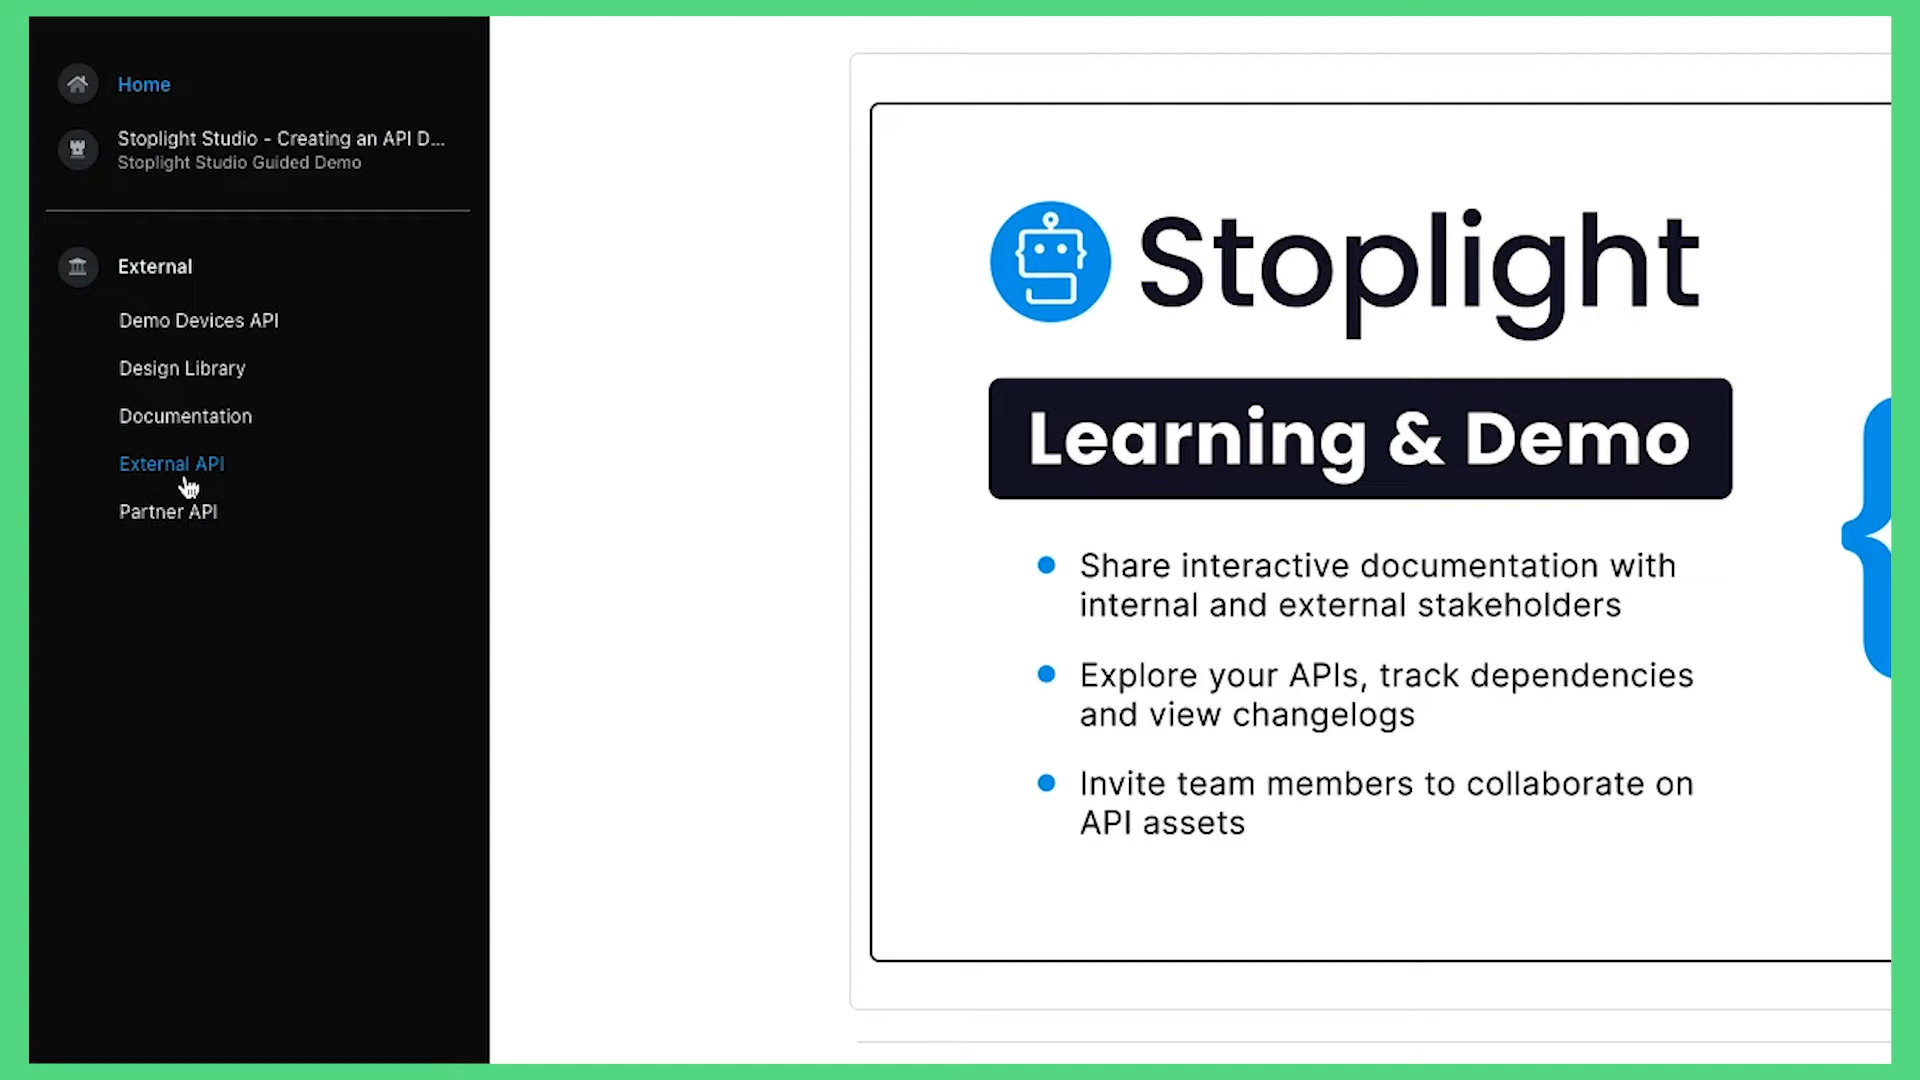 Home
Stoplight Studio - Creating an API D...
Stoplight Studio Guided Demo
External
Demo Devices API
Design Library
Documentation
External API
Partner API
Stoplight
Learning & Demo
Share interactive documentation with
internal and external stakeholders
Explore your APIs, track dependencies
and view changelogs
Invite team members to collaborate on
API assets